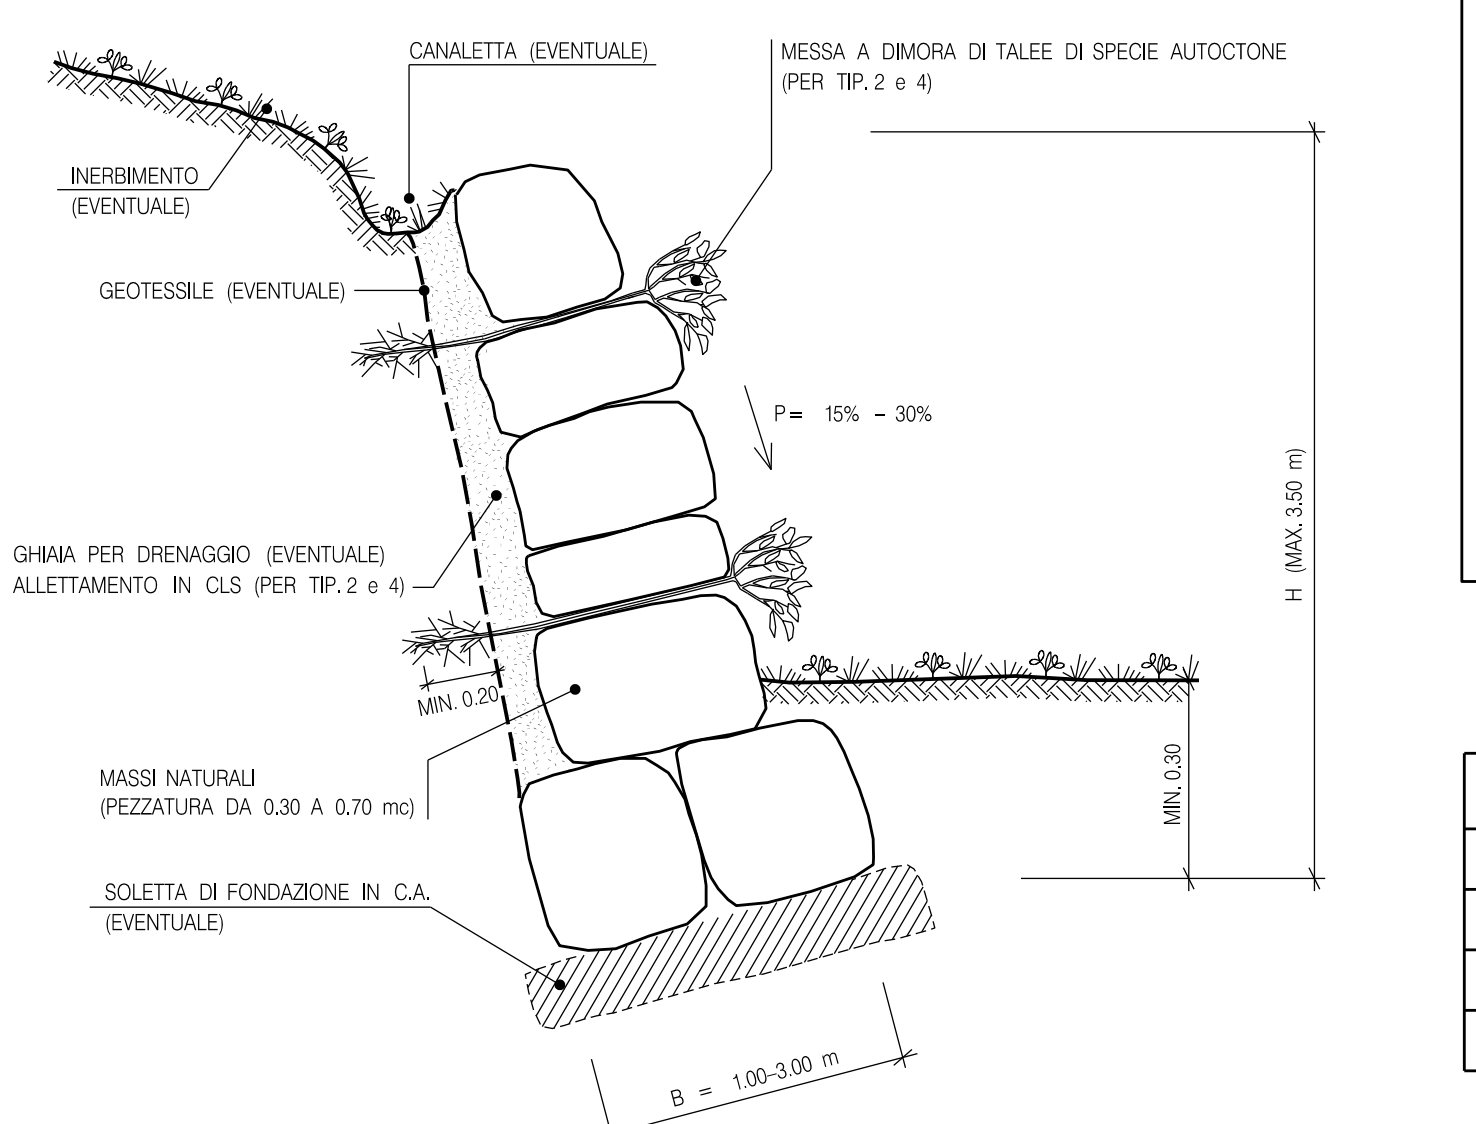 CANALETTA (EVENTUALE)
MESSA A DIMORA DI TALEE DI SPECIE AUTOCTONE
(PER TIP. 2 e 4)
INERBIMENTO
(EVENTUALE)
GEOTESSILE (EVENTUALE)
P= 15% - 30%
H (MAX. 3.50 m)
GHIAIA PER DRENAGGIO (EVENTUALE)
ALLETTAMENTO IN CLS (PER TIP. 2 e 4)
MIN. 0.20
MASSI NATURALI
(PEZZATURA DA 0.30 A 0.70 mc)
MIN. 0.30
SOLETTA DI FONDAZIONE IN C.A.
(EVENTUALE)
B = 1.00-3.00 m